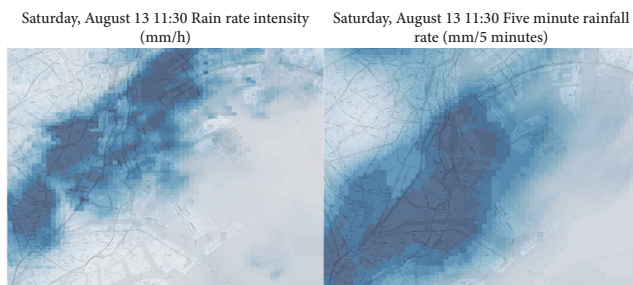 Saturday, August 13 11:30 Rain rate intensity
(mm/h)
Saturday, August 13 11:30 Five minute rainfall
rate (mm/5 minutes)